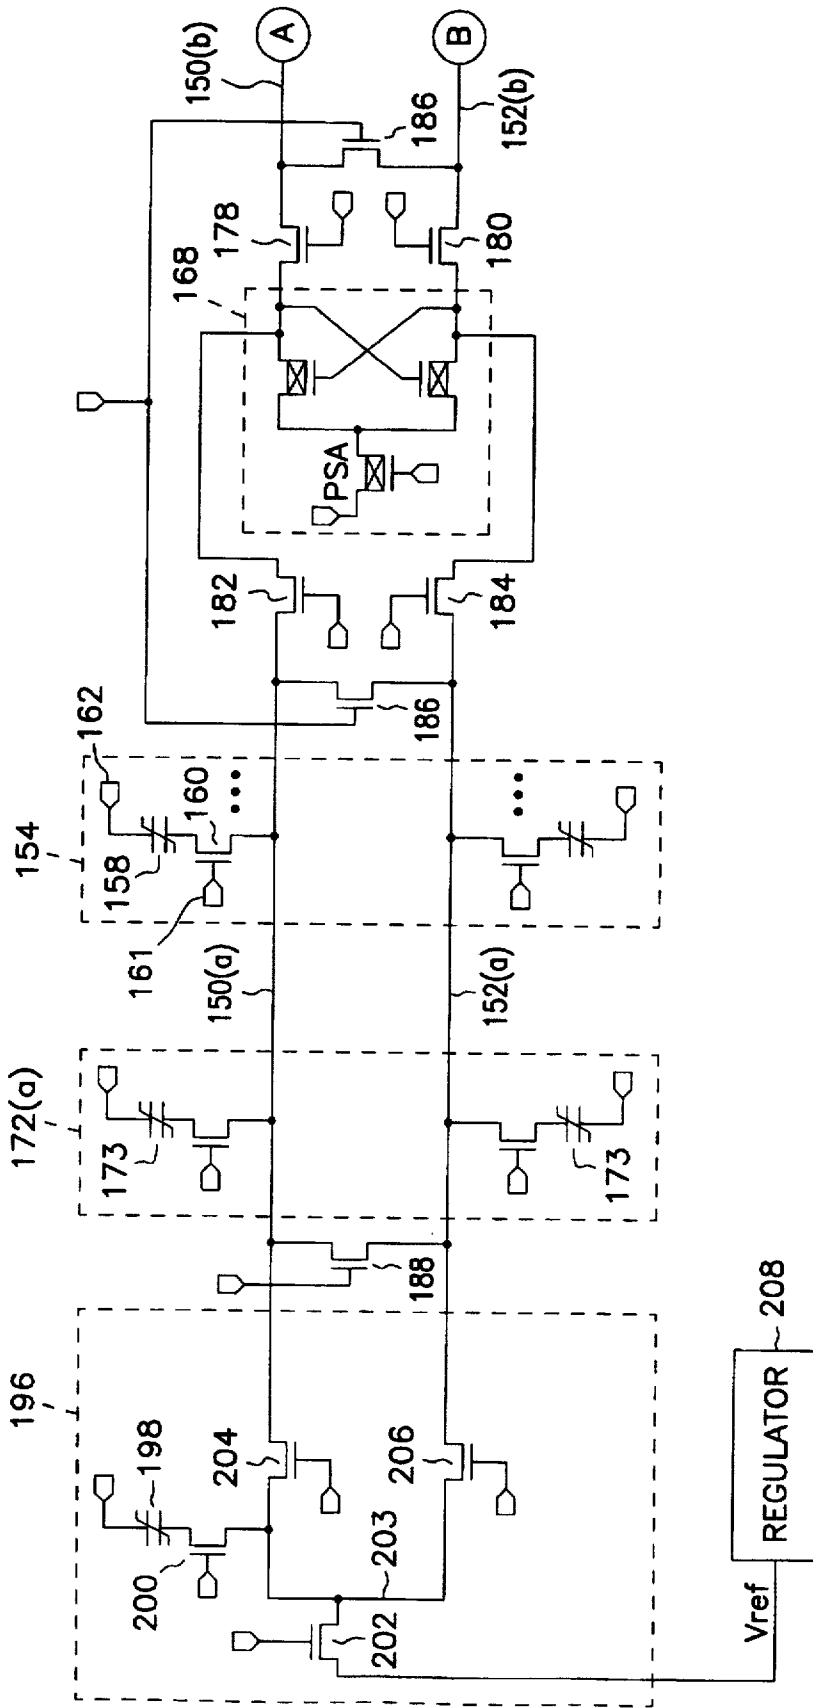 196
198
200
204
202
203
206
Vref
REGULATOR
208
188
172(a)
173
173
150(a)
152(a)
154
162
158
160
161
• • •
• • •
186
182
184
168
PSA
178
180
186
150(b)
152(b)
A
B